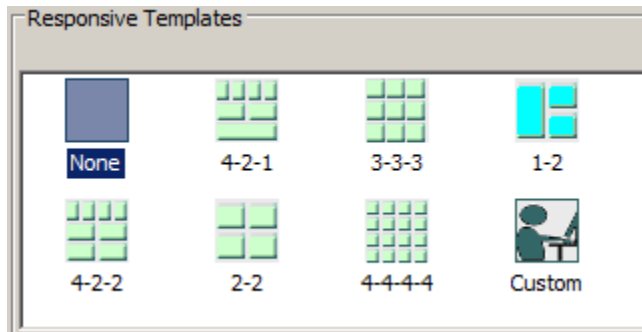 Responsive Templates
None
4-2-1
3-3-3
1-2
4-2-2
2-2
4-4-4-4
Custom